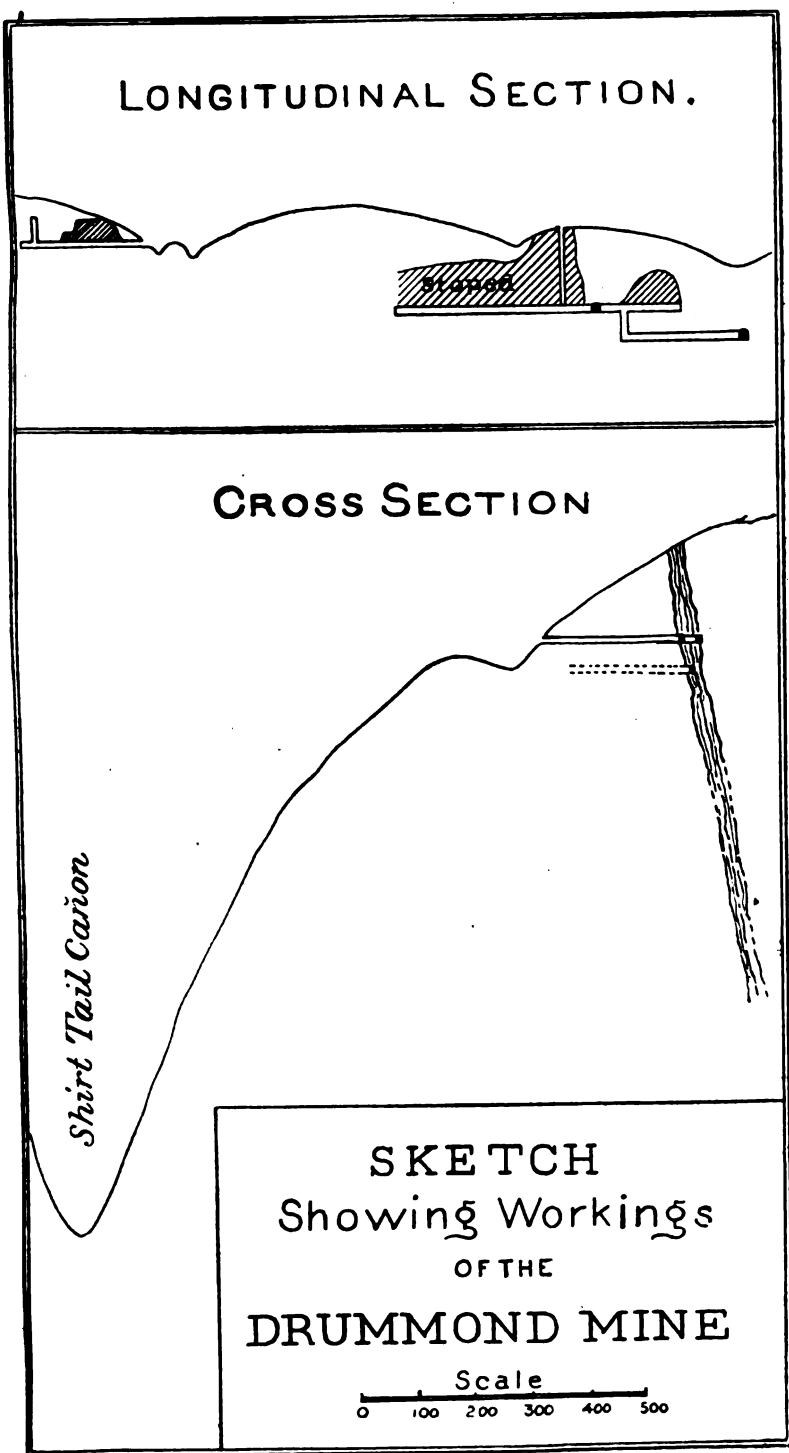 LONGITUDINAL SECTION.
stoped
CROSS SECTION
Shirt Tail Cañon
SKETCH
Showing Workings
OF THE
DRUMMOND MINE
Scale
0 100 200 300 400 500